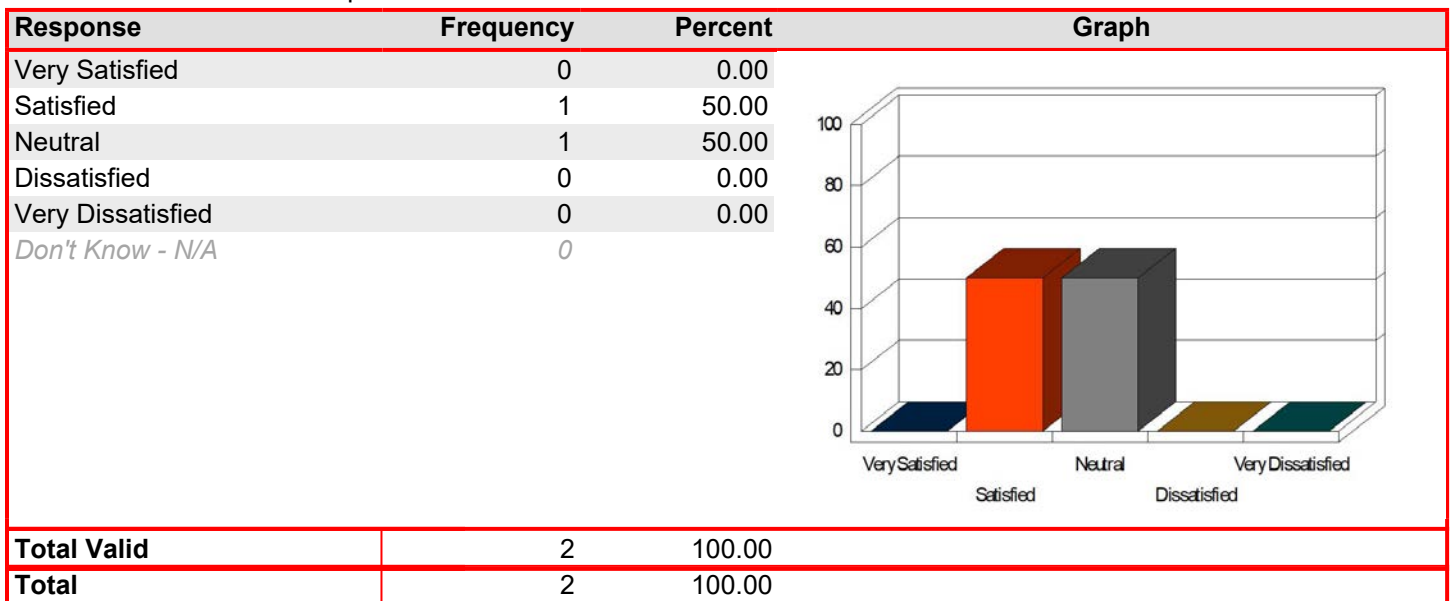 Response Frequency Percent Graph
Very Satisfied 0 0.00
Satisfied 1 50.00
Neutral 1 50.00
Dissatisfied 0 0.00
Very Dissatisfied 0 0.00
Don't Know - N/A 0
100
80
60
40
20
0
Very Satisfied Neutral Very Dissatisfied
Satisfied Dissatisfied
Total Valid 2 100.00
Total 2 100.00